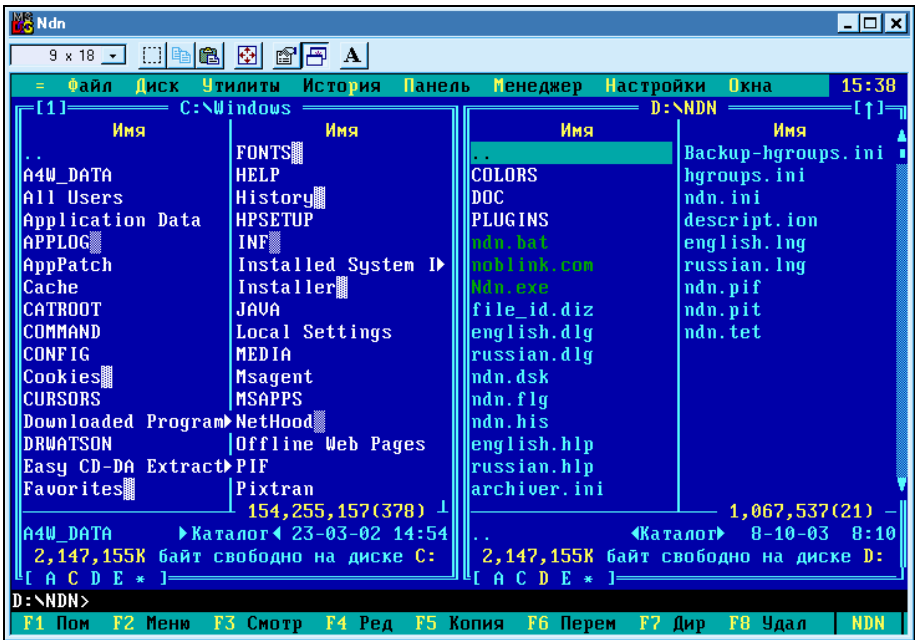 Ndn
9 x 18
A
= Файл Диск Утилиты История Панель Менеджер Настройки Окна 15:38
[1] C:\Windows
Имя Имя
.. FONTS
A4W_DATA HELP
All Users History
Application Data HPSETUP
APPLOG INF
AppPatch Installed System I
Cache Installer
CATROOT JAVA
COMMAND Local Settings
CONFIG MEDIA
Cookies Msagent
CURSORS MSAPPS
Downloaded Program NetHood
DRWATSON Offline Web Pages
Easy CD-DA Extract PIF
Favorites Pixtran
154,255,157(378)
A4W_DATA ►Каталог◄ 23-03-02 14:54
2,147,155K байт свободно на диске C:
[ A C D E * ]
D:\NDN [↑]
Имя Имя
.. Backup-hgroups.ini
COLORS hgroups.ini
DOC ndn.ini
PLUGINS descript.ion
ndn.bat english.lng
noblink.com russian.lng
Ndn.exe ndn.pif
file_id.diz ndn.pit
english.dlg ndn.tet
russian.dlg
ndn.dsk
ndn.flg
ndn.his
english.hlp
russian.hlp
archiver.ini
1,067,537(21)
.. ◄Каталог► 8-10-03 8:10
2,147,155K байт свободно на диске D:
[ A C D E * ]
D:\NDN>
F1 Пом F2 Меню F3 Смотр F4 Ред F5 Копия F6 Перем F7 Дир F8 Удал NDN